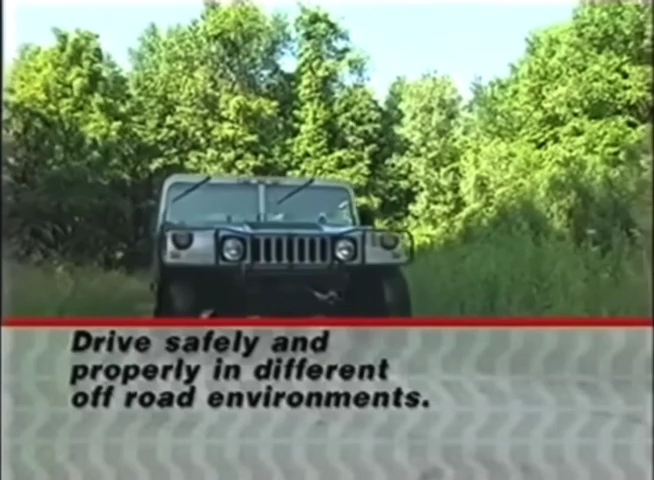 Drive safely and
properly in different
off road environments.